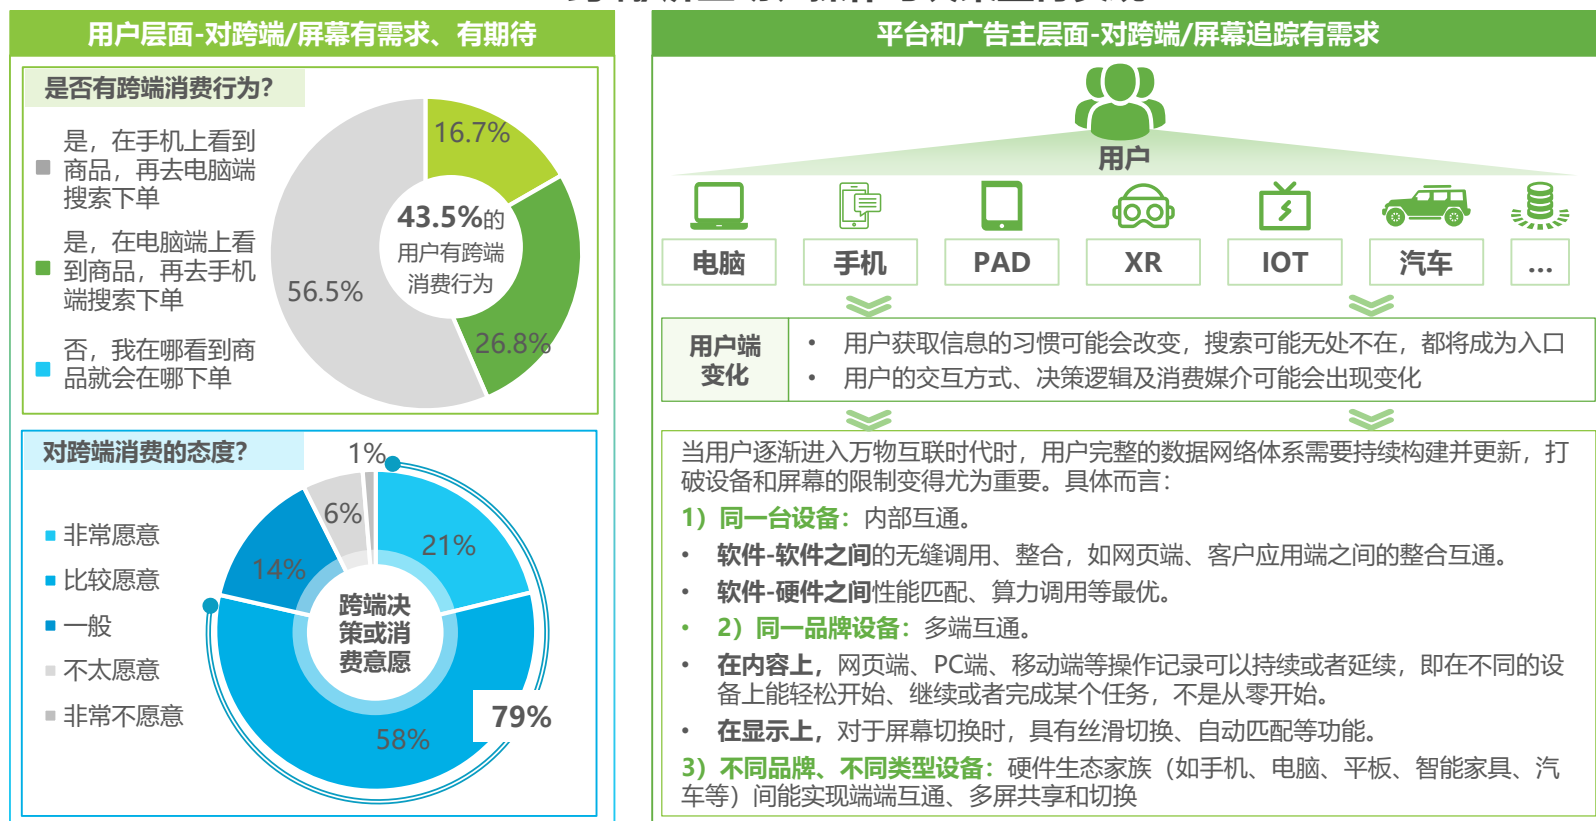 用户层面-对跨端/屏幕有需求、有期待
是否有跨端消费行为？
是，在手机上看到
商品，再去电脑端
搜索下单
是，在电脑端上看
到商品，再去手机
端搜索下单
否，我在哪看到商
品就会在哪下单
16.7%
43.5%的
用户有跨端
消费行为
56.5%
26.8%
对跨端消费的态度？
非常愿意
比较愿意
一般
不太愿意
非常不愿意
1%
6%
21%
14%
跨端决
策或消
费意愿
79%
58%
平台和广告主层面-对跨端/屏幕追踪有需求
用户
电脑
手机
PAD
XR
IOT
汽车
...
用户端
变化
• 用户获取信息的习惯可能会改变，搜索可能无处不在，都将成为入口
• 用户的交互方式、决策逻辑及消费媒介可能会出现变化
当用户逐渐进入万物互联时代时，用户完整的数据网络体系需要持续构建并更新，打
破设备和屏幕的限制变得尤为重要。具体而言：
1）同一台设备：内部互通。
• 软件-软件之间的无缝调用、整合，如网页端、客户应用端之间的整合互通。
• 软件-硬件之间性能匹配、算力调用等最优。
• 2）同一品牌设备：多端互通。
• 在内容上，网页端、PC端、移动端等操作记录可以持续或者延续，即在不同的设
备上能轻松开始、继续或者完成某个任务，不是从零开始。
• 在显示上，对于屏幕切换时，具有丝滑切换、自动匹配等功能。
3）不同品牌、不同类型设备：硬件生态家族（如手机、电脑、平板、智能家具、汽
车等）间能实现端端互通、多屏共享和切换